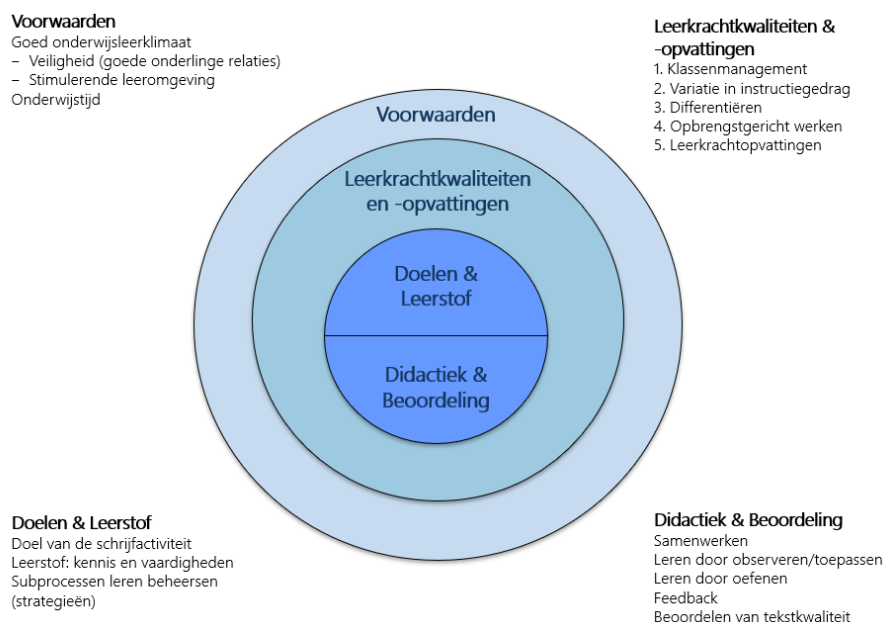 Voorwaarden
Goed onderwijsleerklimaat
– Veiligheid (goede onderlinge relaties)
– Stimulerende leeromgeving
Onderwijstijd
Leerkrachtkwaliteiten &
-opvattingen
1. Klassenmanagement
2. Variatie in instructiegedrag
3. Differentiëren
4. Opbrengstgericht werken
5. Leerkrachtopvattingen
Voorwaarden
Leerkrachtkwaliteiten
en -opvattingen
Doelen &
Leerstof
Didactiek &
Beoordeling
Doelen & Leerstof
Doel van de schrijfactiviteit
Leerstof: kennis en vaardigheden
Subprocessen leren beheersen
(strategieën)
Didactiek & Beoordeling
Samenwerken
Leren door observeren/toepassen
Leren door oefenen
Feedback
Beoordelen van tekstkwaliteit